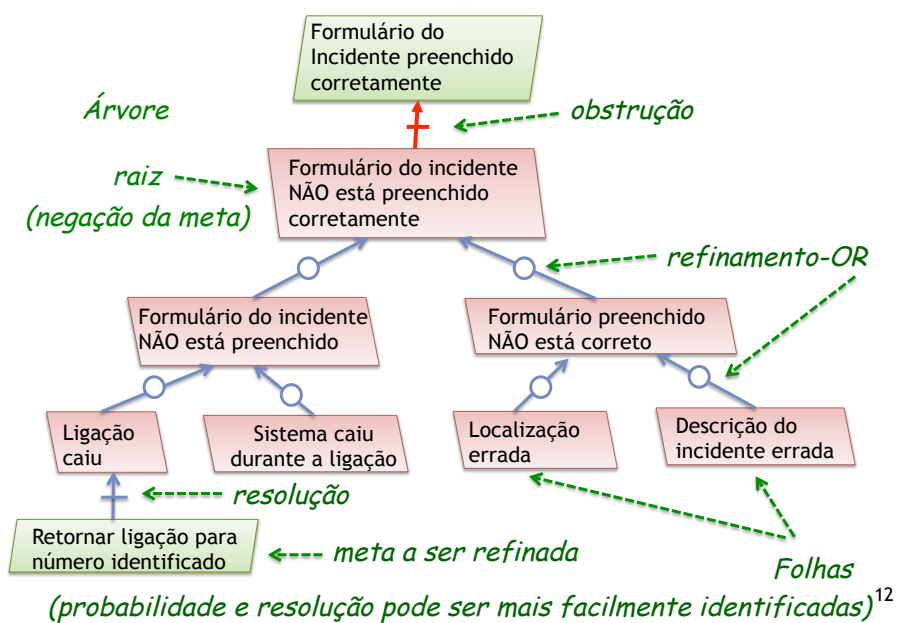 Formulário do
Incidente preenchido
corretamente
Árvore
obstrução
Formulário do incidente
NÃO está preenchido
corretamente
raiz
(negação da meta)
refinamento-OR
Formulário do incidente
NÃO está preenchido
Formulário preenchido
NÃO está correto
Ligação
caiu
Sistema caiu
durante a ligação
Localização
errada
Descrição do
incidente errada
resolução
Retornar ligação para
número identificado
meta a ser refinada
Folhas
(probabilidade e resolução pode ser mais facilmente identificadas)
12